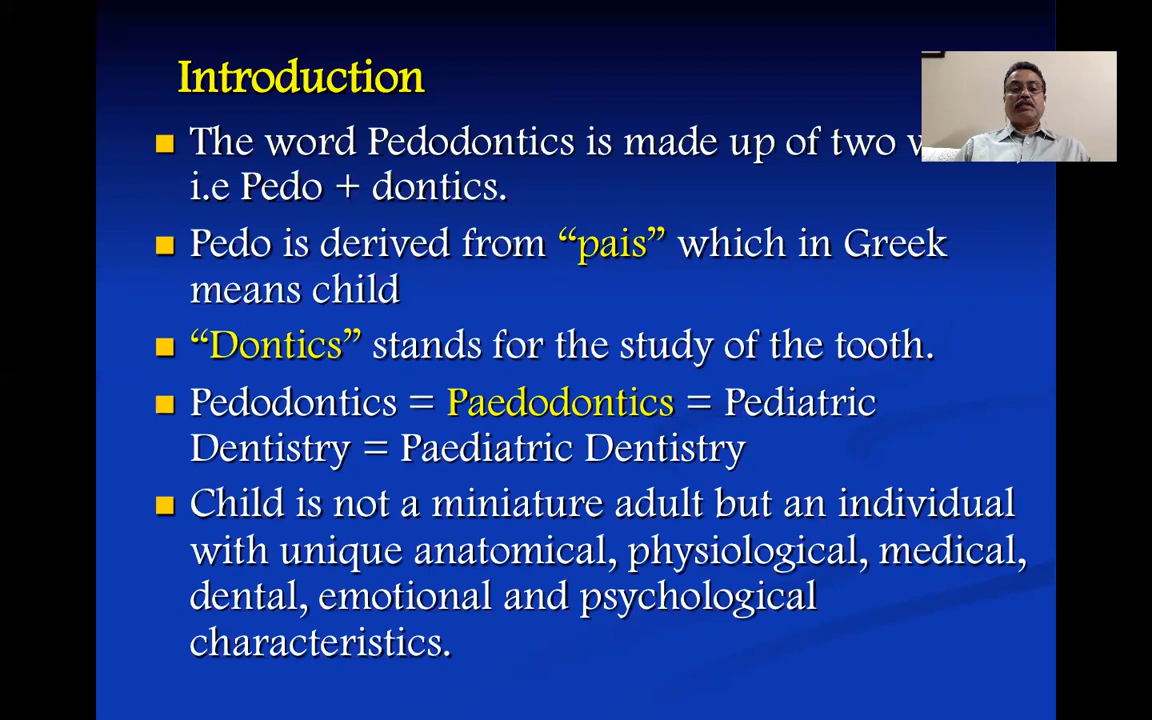 Introduction
The word Pedodontics is made up of two
i.e Pedo + dontics.
Pedo is derived from “pais” which in Greek
means child
“Dontics” stands for the study of the tooth.
Pedodontics = Paedodontics = Pediatric
Dentistry = Paediatric Dentistry
Child is not a miniature adult but an individual
with unique anatomical, physiological, medical,
dental, emotional and psychological
characteristics.